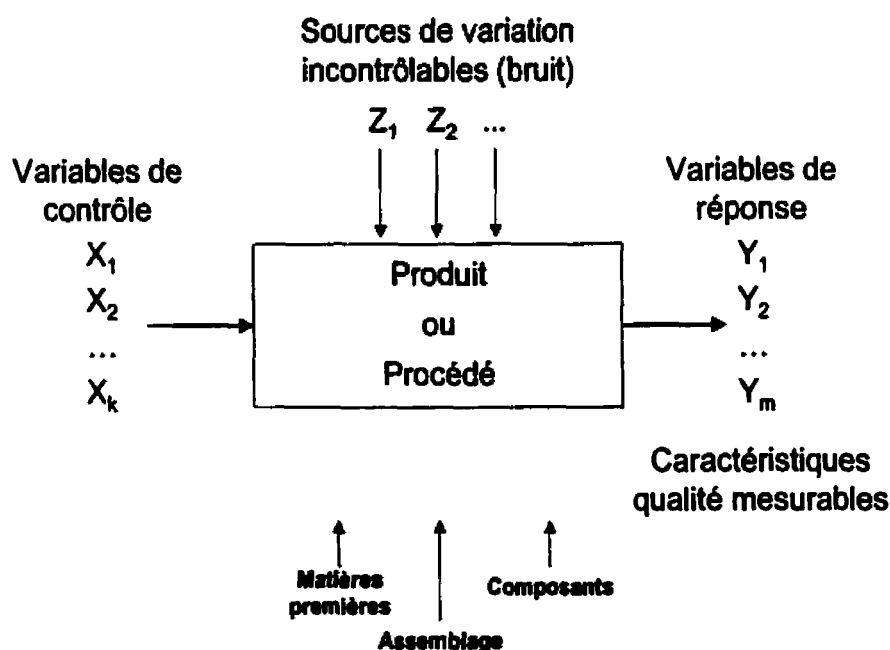 Sources de variation
incontrôlables (bruit)
Z1 Z2 ...
Variables de
contrôle
X1
X2
...
Xk
Produit
ou
Procédé
Variables de
réponse
Y1
Y2
...
Ym
Caractéristiques
qualité mesurables
Matières
premières
Assemblage
Composants